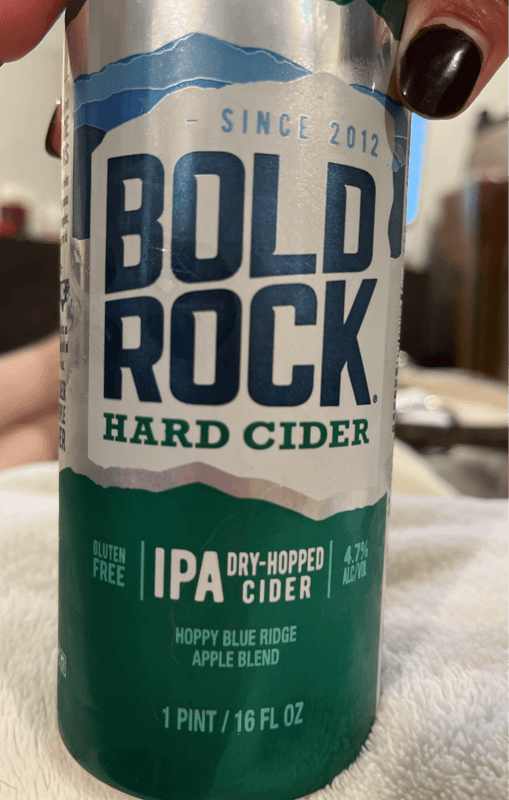 - SINCE 2012
BOLD
ROCK®
HARD CIDER
GLUTEN
FREE
IPA
DRY-HOPPED
CIDER
4.7%
ALC/VOL
HOPPY BLUE RIDGE
APPLE BLEND
1 PINT / 16 FL OZ